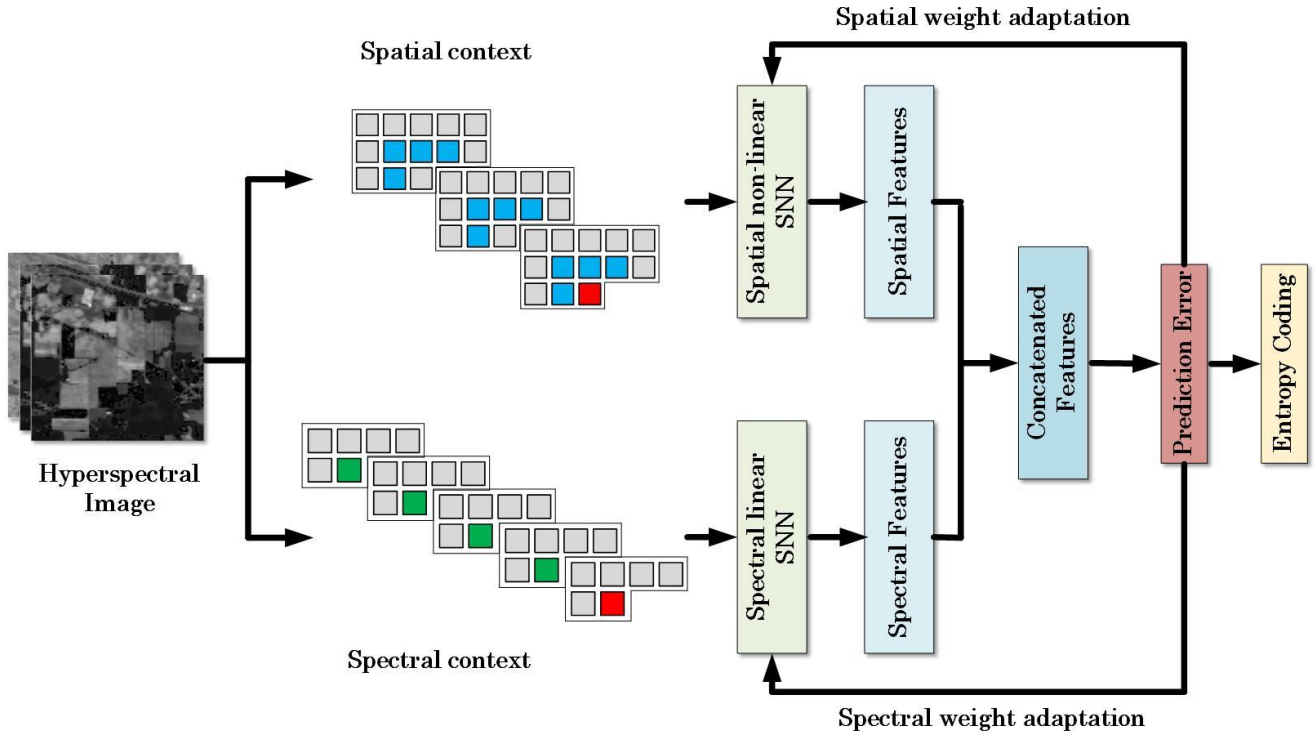 Spatial weight adaptation
Spatial context
Spatial non-linear
SNN
Spatial Features
Hyperspectral
Image
Concatenated
Features
Prediction Error
Entropy Coding
Spectral linear
SNN
Spectral Features
Spectral context
Spectral weight adaptation